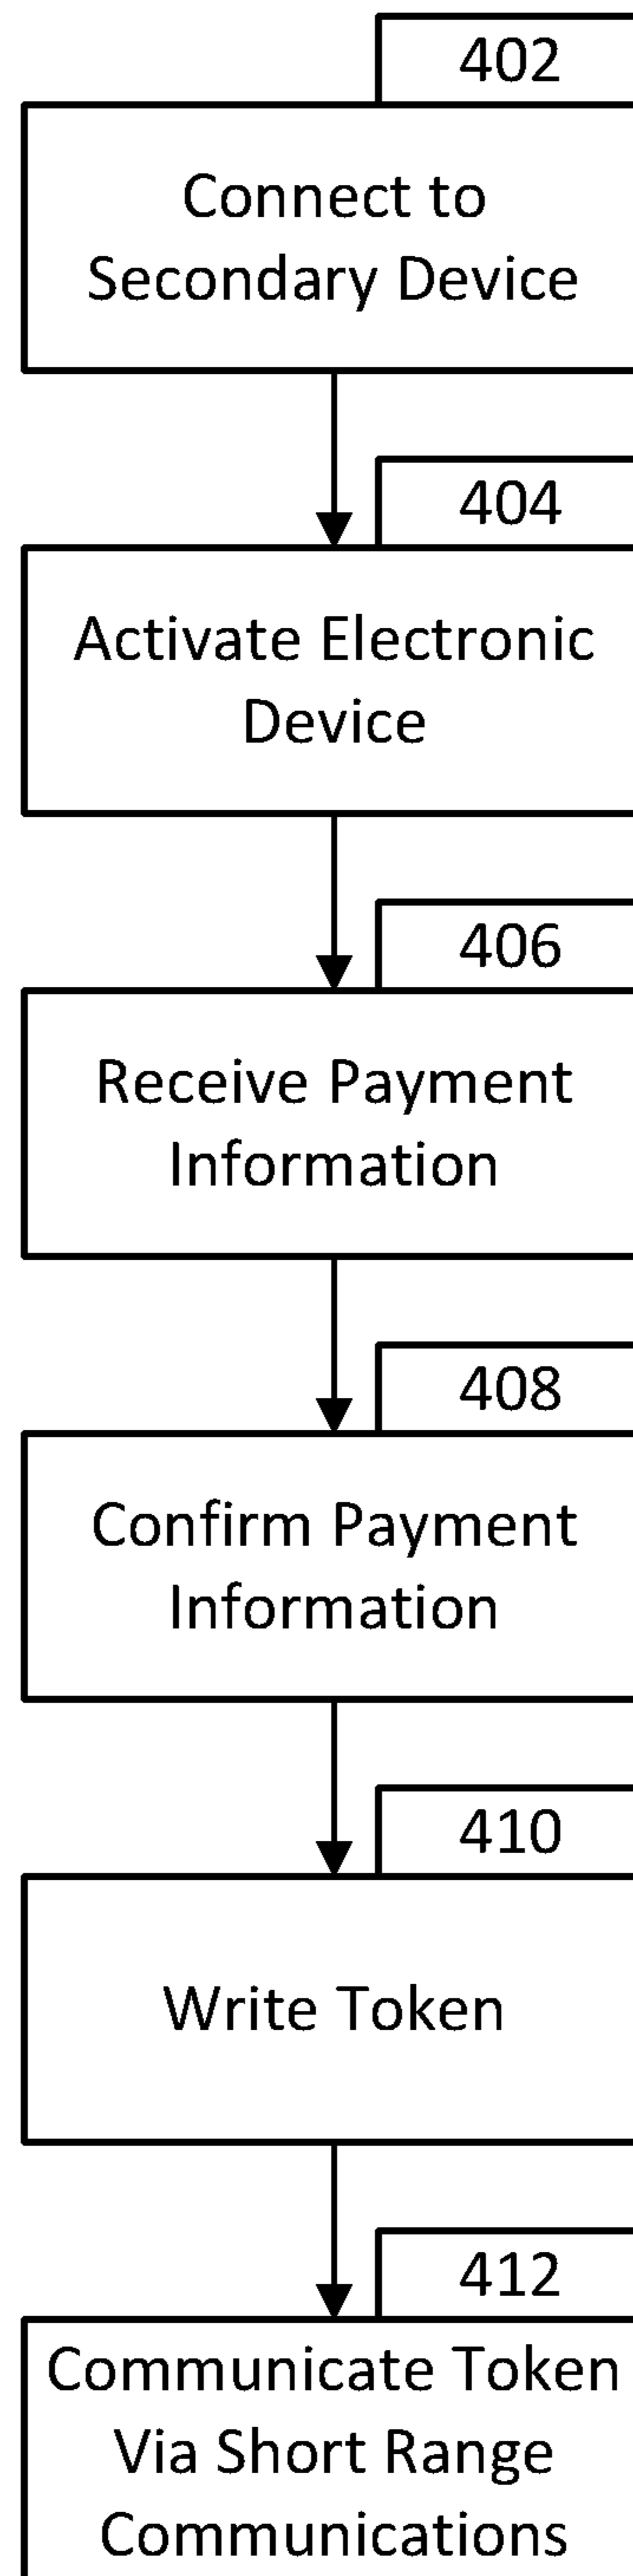 402
Connect to
Secondary Device
404
Activate Electronic
Device
406
Receive Payment
Information
408
Confirm Payment
Information
410
Write Token
412
Communicate Token
Via Short Range
Communications